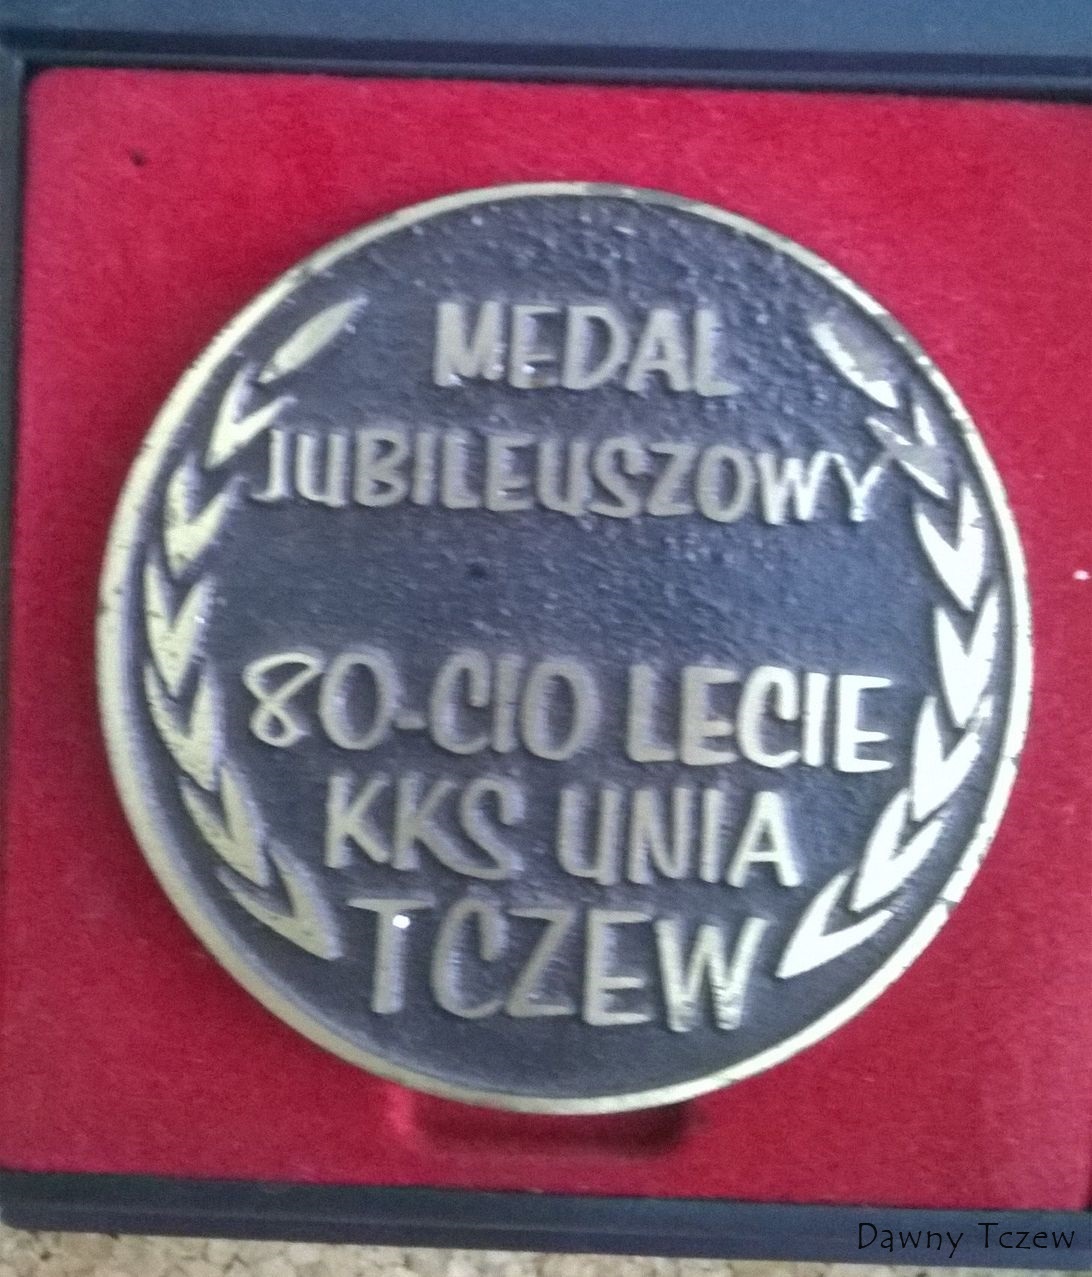 MEDAL
JUBILEUSZOWY
80-CIO LECIE
KKS UNIA
TCZEW
Dawny Tczew